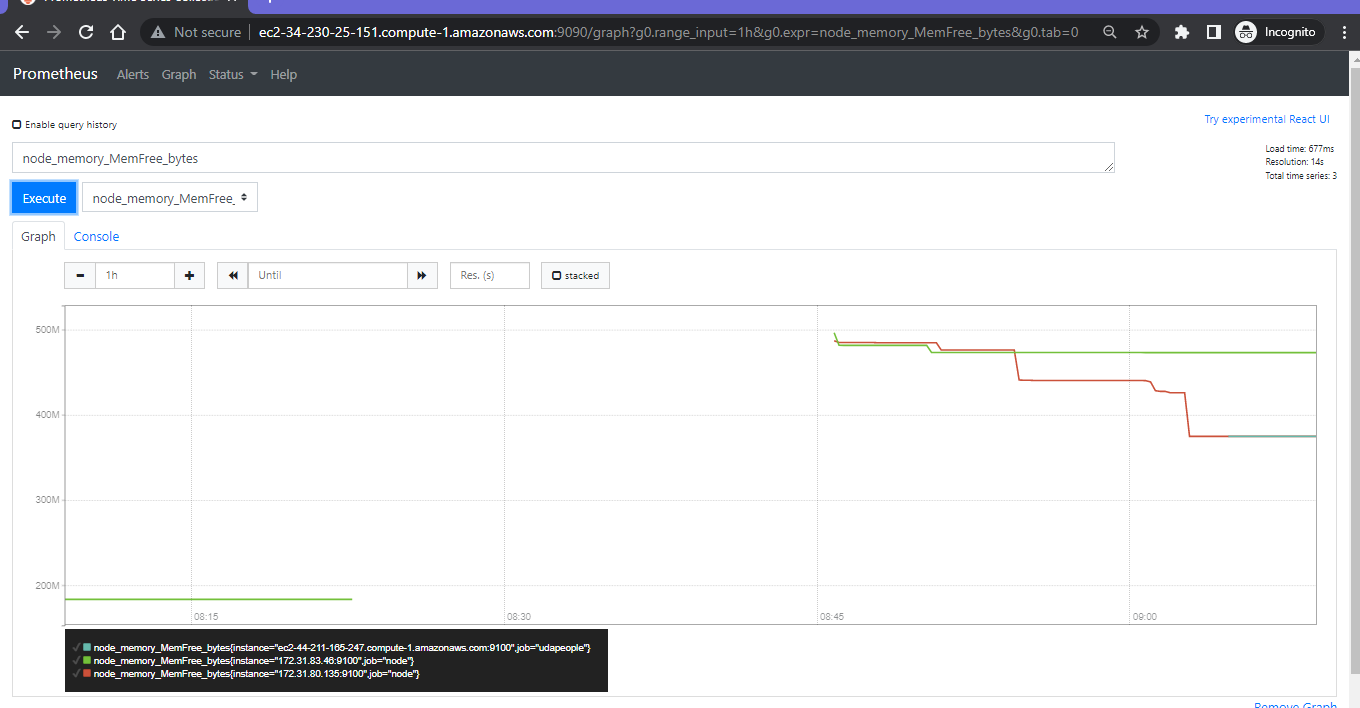 Not secure ec2-34-230-25-151.compute-1.amazonaws.com:9090/graph?g0.range_input=1h&g0.expr=node_memory_MemFree_bytes&g0.tab=0 Incognito
Prometheus Alerts Graph Status Help
Enable query history
Try experimental React UI
node_memory_MemFree_bytes
Load time: 677ms
Resolution: 14s
Total time series: 3
Execute node_memory_MemFree_
Graph Console
1h Until Res. (s) stacked
500M
400M
300M
200M
08:15 08:30 08:45 09:00
node_memory_MemFree_bytes{instance="ec2-44-211-165-247.compute-1.amazonaws.com:9100",job="udapeople"}
node_memory_MemFree_bytes{instance="172.31.83.46:9100",job="node"}
node_memory_MemFree_bytes{instance="172.31.80.135:9100",job="node"}
Remove Graph